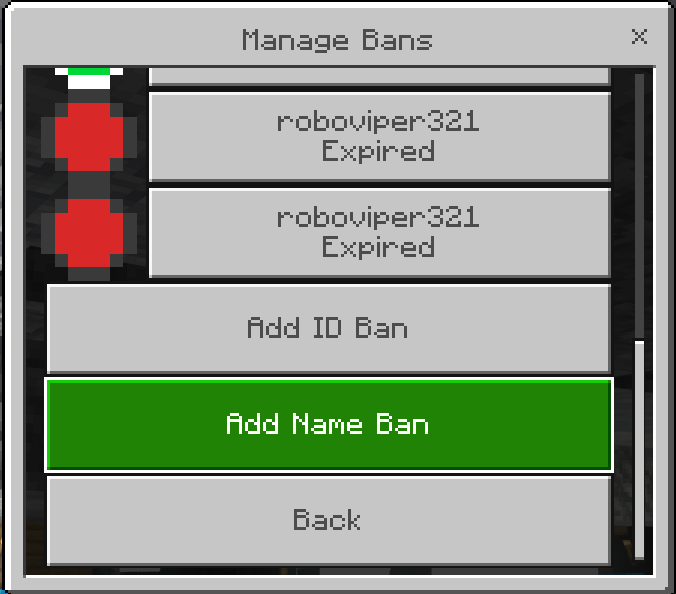 Manage Bans
roboviper321
Expired
roboviper321
Expired
Add ID Ban
Add Name Ban
Back